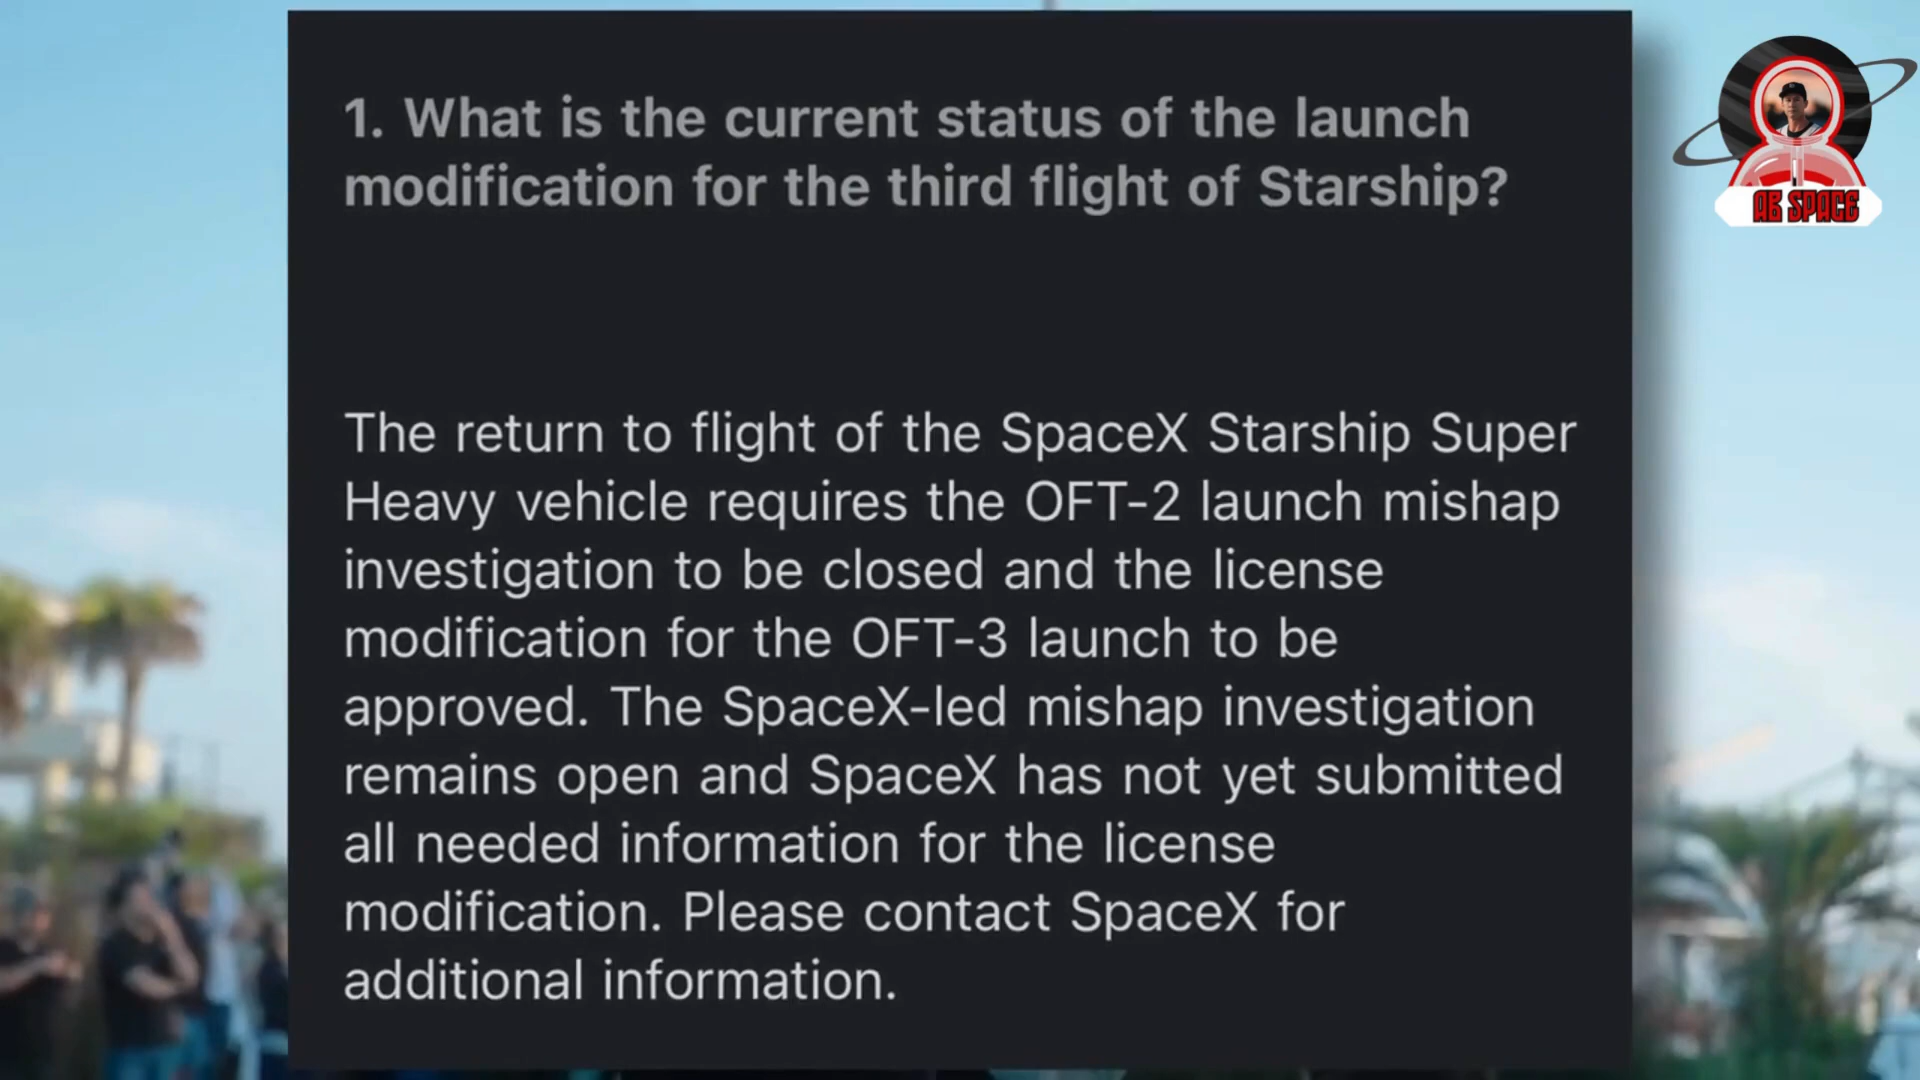 1. What is the current status of the launch
modification for the third flight of Starship?
The return to flight of the SpaceX Starship Super
Heavy vehicle requires the OFT-2 launch mishap
investigation to be closed and the license
modification for the OFT-3 launch to be
approved. The SpaceX-led mishap investigation
remains open and SpaceX has not yet submitted
all needed information for the license
modification. Please contact SpaceX for
additional information.
AB SPACE